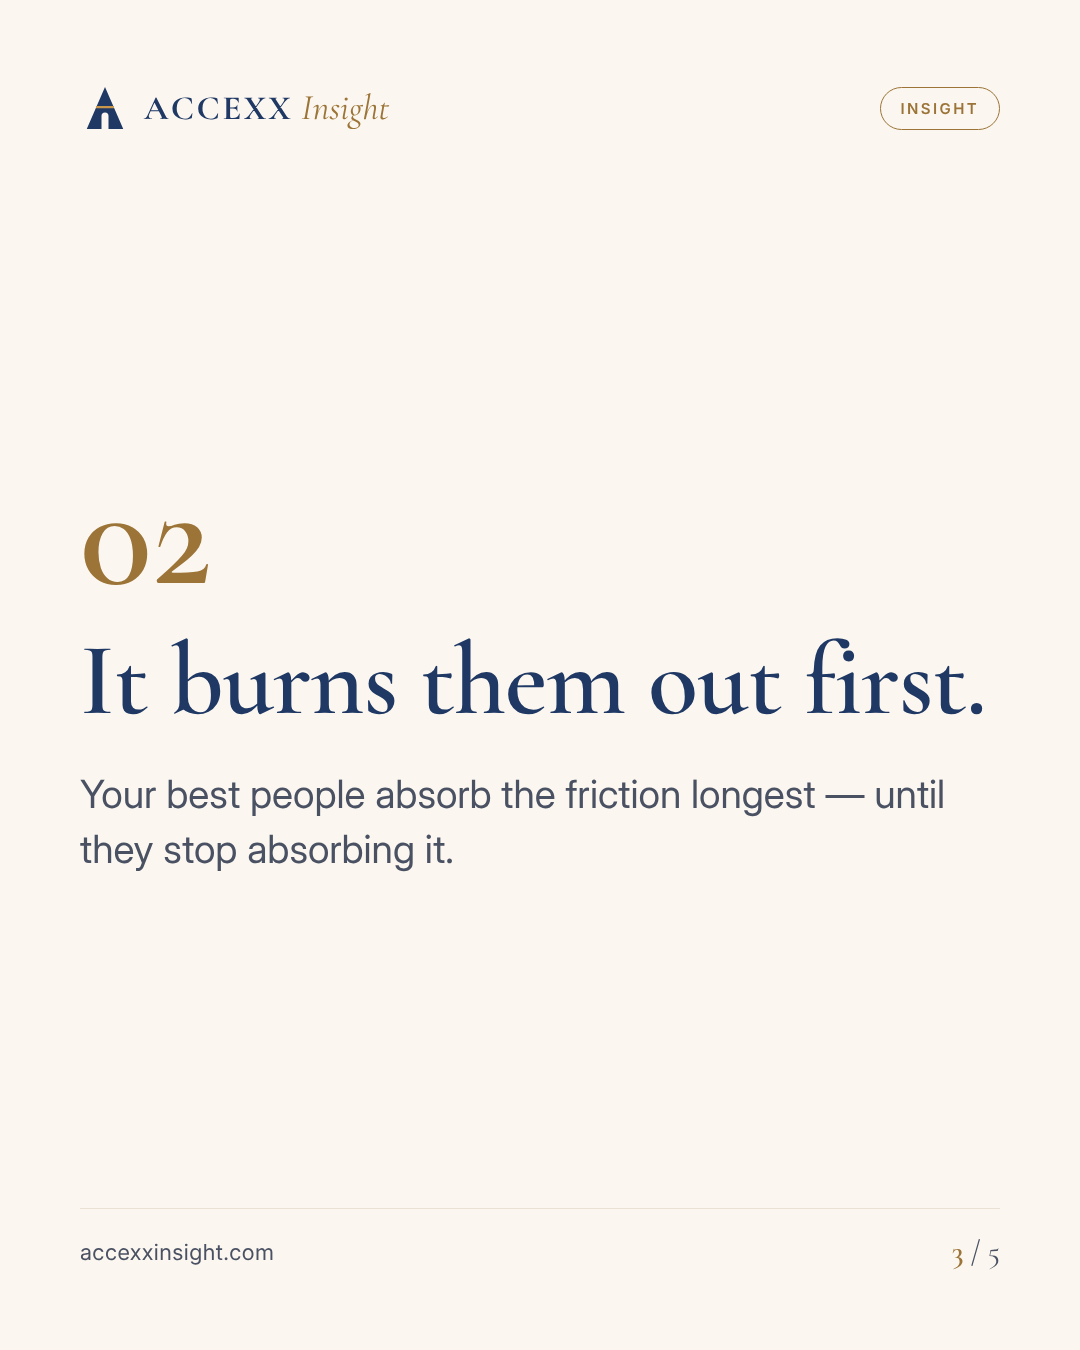 ACCEXX Insight
INSIGHT
02
It burns them out first.
Your best people absorb the friction longest — until
they stop absorbing it.
accexxinsight.com
3 / 5